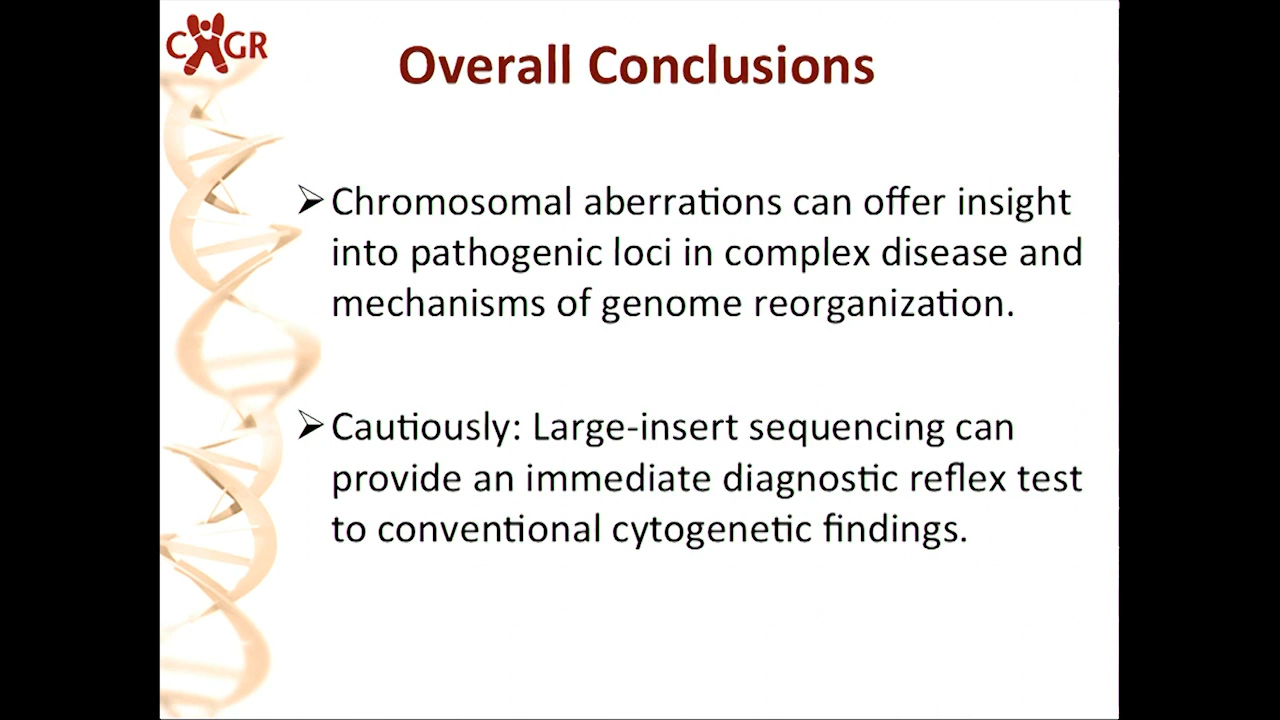 CHGR
Overall Conclusions
➢ Chromosomal aberrations can offer insight
into pathogenic loci in complex disease and
mechanisms of genome reorganization.
➢ Cautiously: Large-insert sequencing can
provide an immediate diagnostic reflex test
to conventional cytogenetic findings.